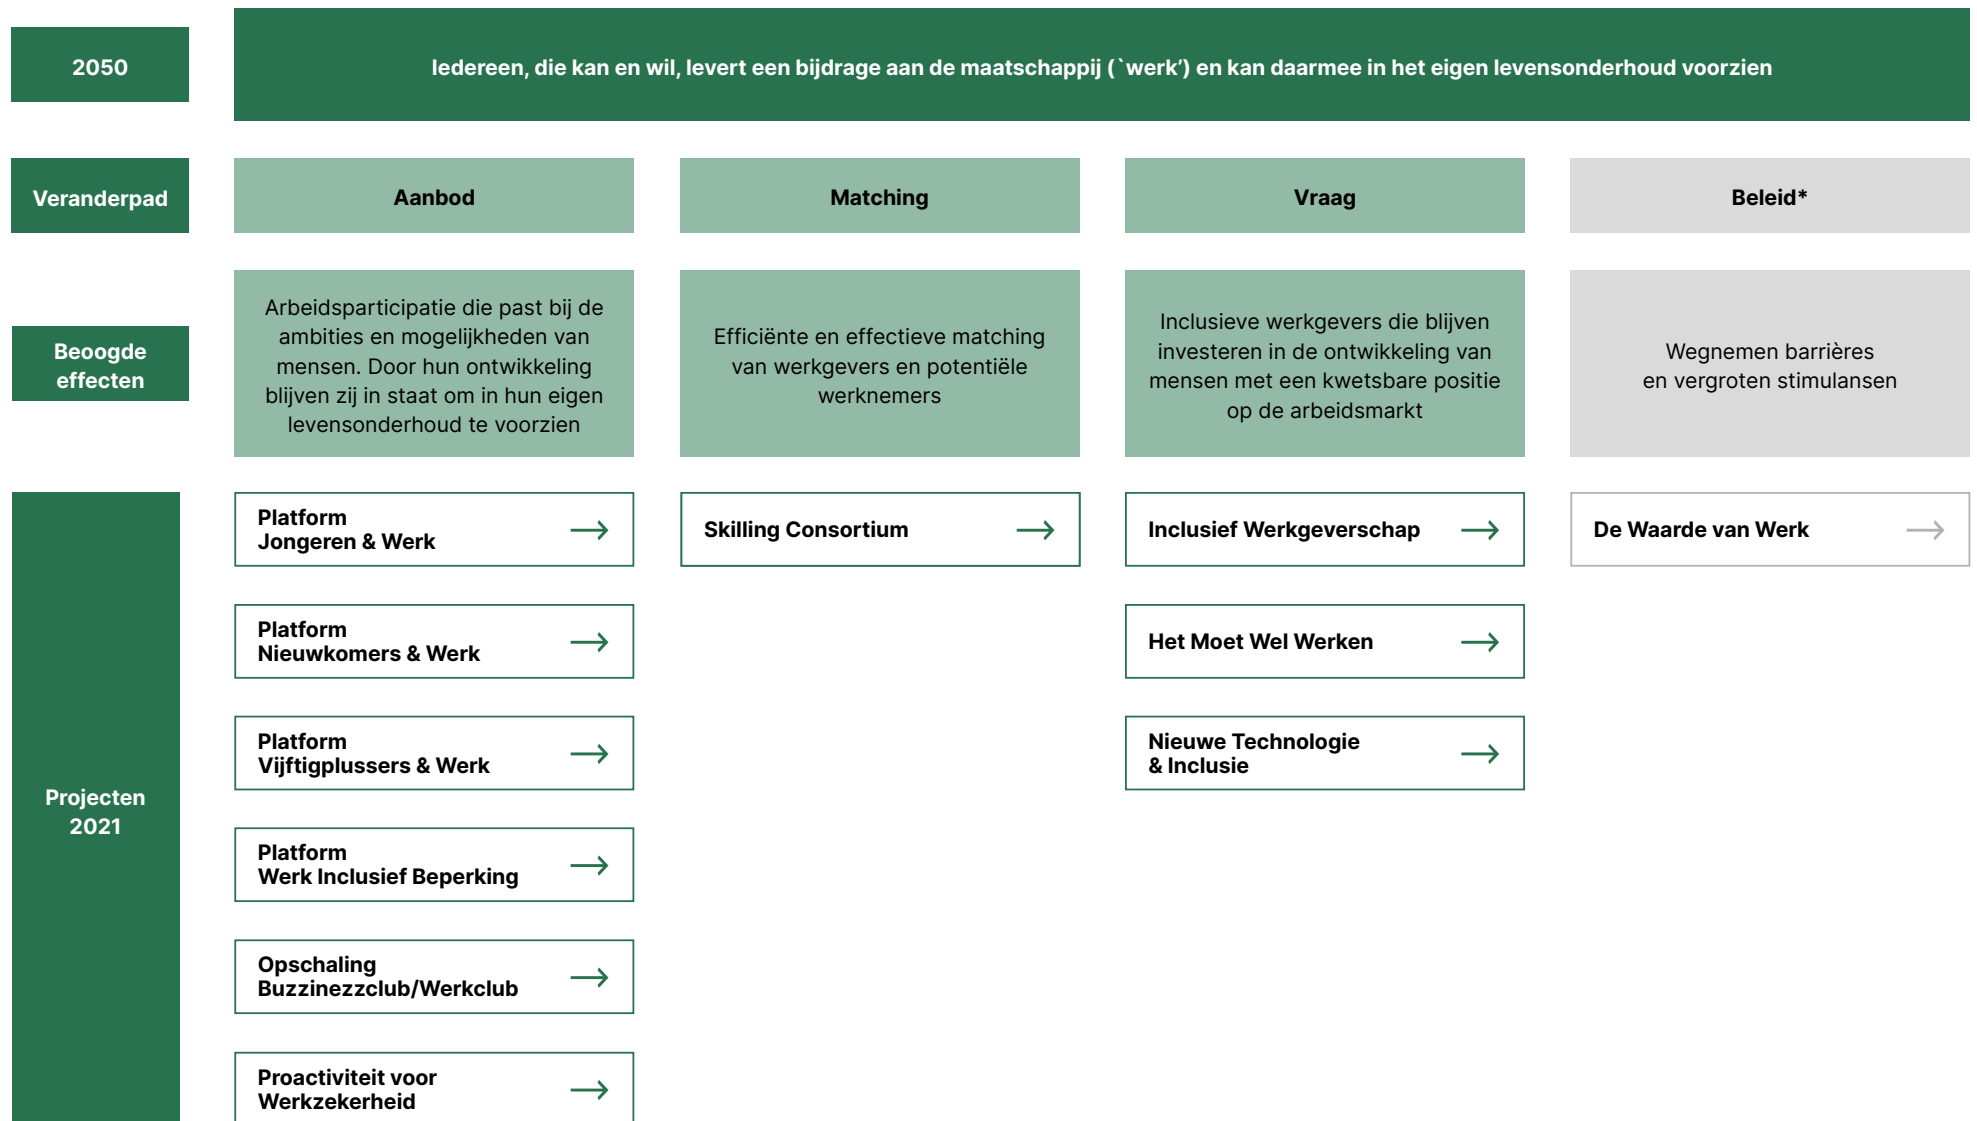 2050
Iedereen, die kan en wil, levert een bijdrage aan de maatschappij (`werk’) en kan daarmee in het eigen levensonderhoud voorzien
Veranderpad
Aanbod
Matching
Vraag
Beleid*
Beoogde
effecten
Arbeidsparticipatie die past bij de
ambities en mogelijkheden van
mensen. Door hun ontwikkeling
blijven zij in staat om in hun eigen
levensonderhoud te voorzien
Efficiënte en effectieve matching
van werkgevers en potentiële
werknemers
Inclusieve werkgevers die blijven
investeren in de ontwikkeling van
mensen met een kwetsbare positie
op de arbeidsmarkt
Wegnemen barrières
en vergroten stimulansen
Projecten
2021
Platform
Jongeren & Werk
Platform
Nieuwkomers & Werk
Platform
Vijftigplussers & Werk
Platform
Werk Inclusief Beperking
Opschaling
Buzzinezzclub/Werkclub
Proactiviteit voor
Werkzekerheid
Skilling Consortium
Inclusief Werkgeverschap
Het Moet Wel Werken
Nieuwe Technologie
& Inclusie
De Waarde van Werk